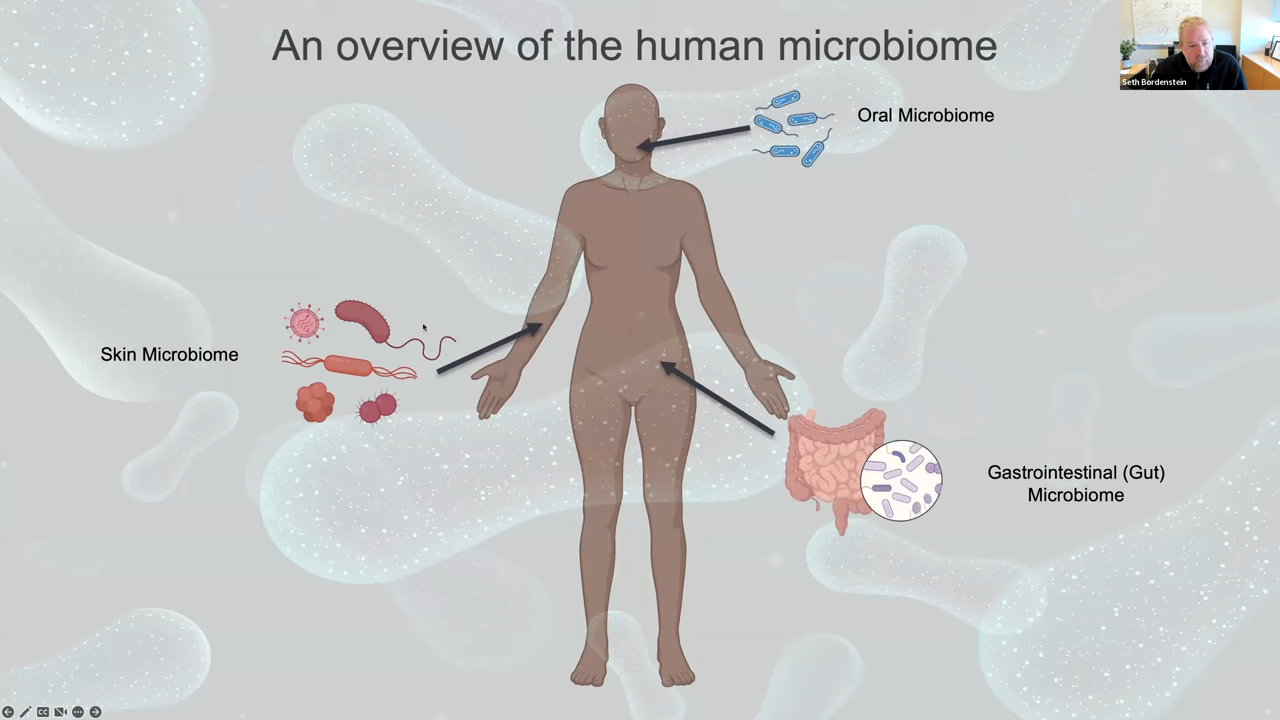 An overview of the human microbiome
Seth Bordenstein
Oral Microbiome
Skin Microbiome
Gastrointestinal (Gut)
Microbiome